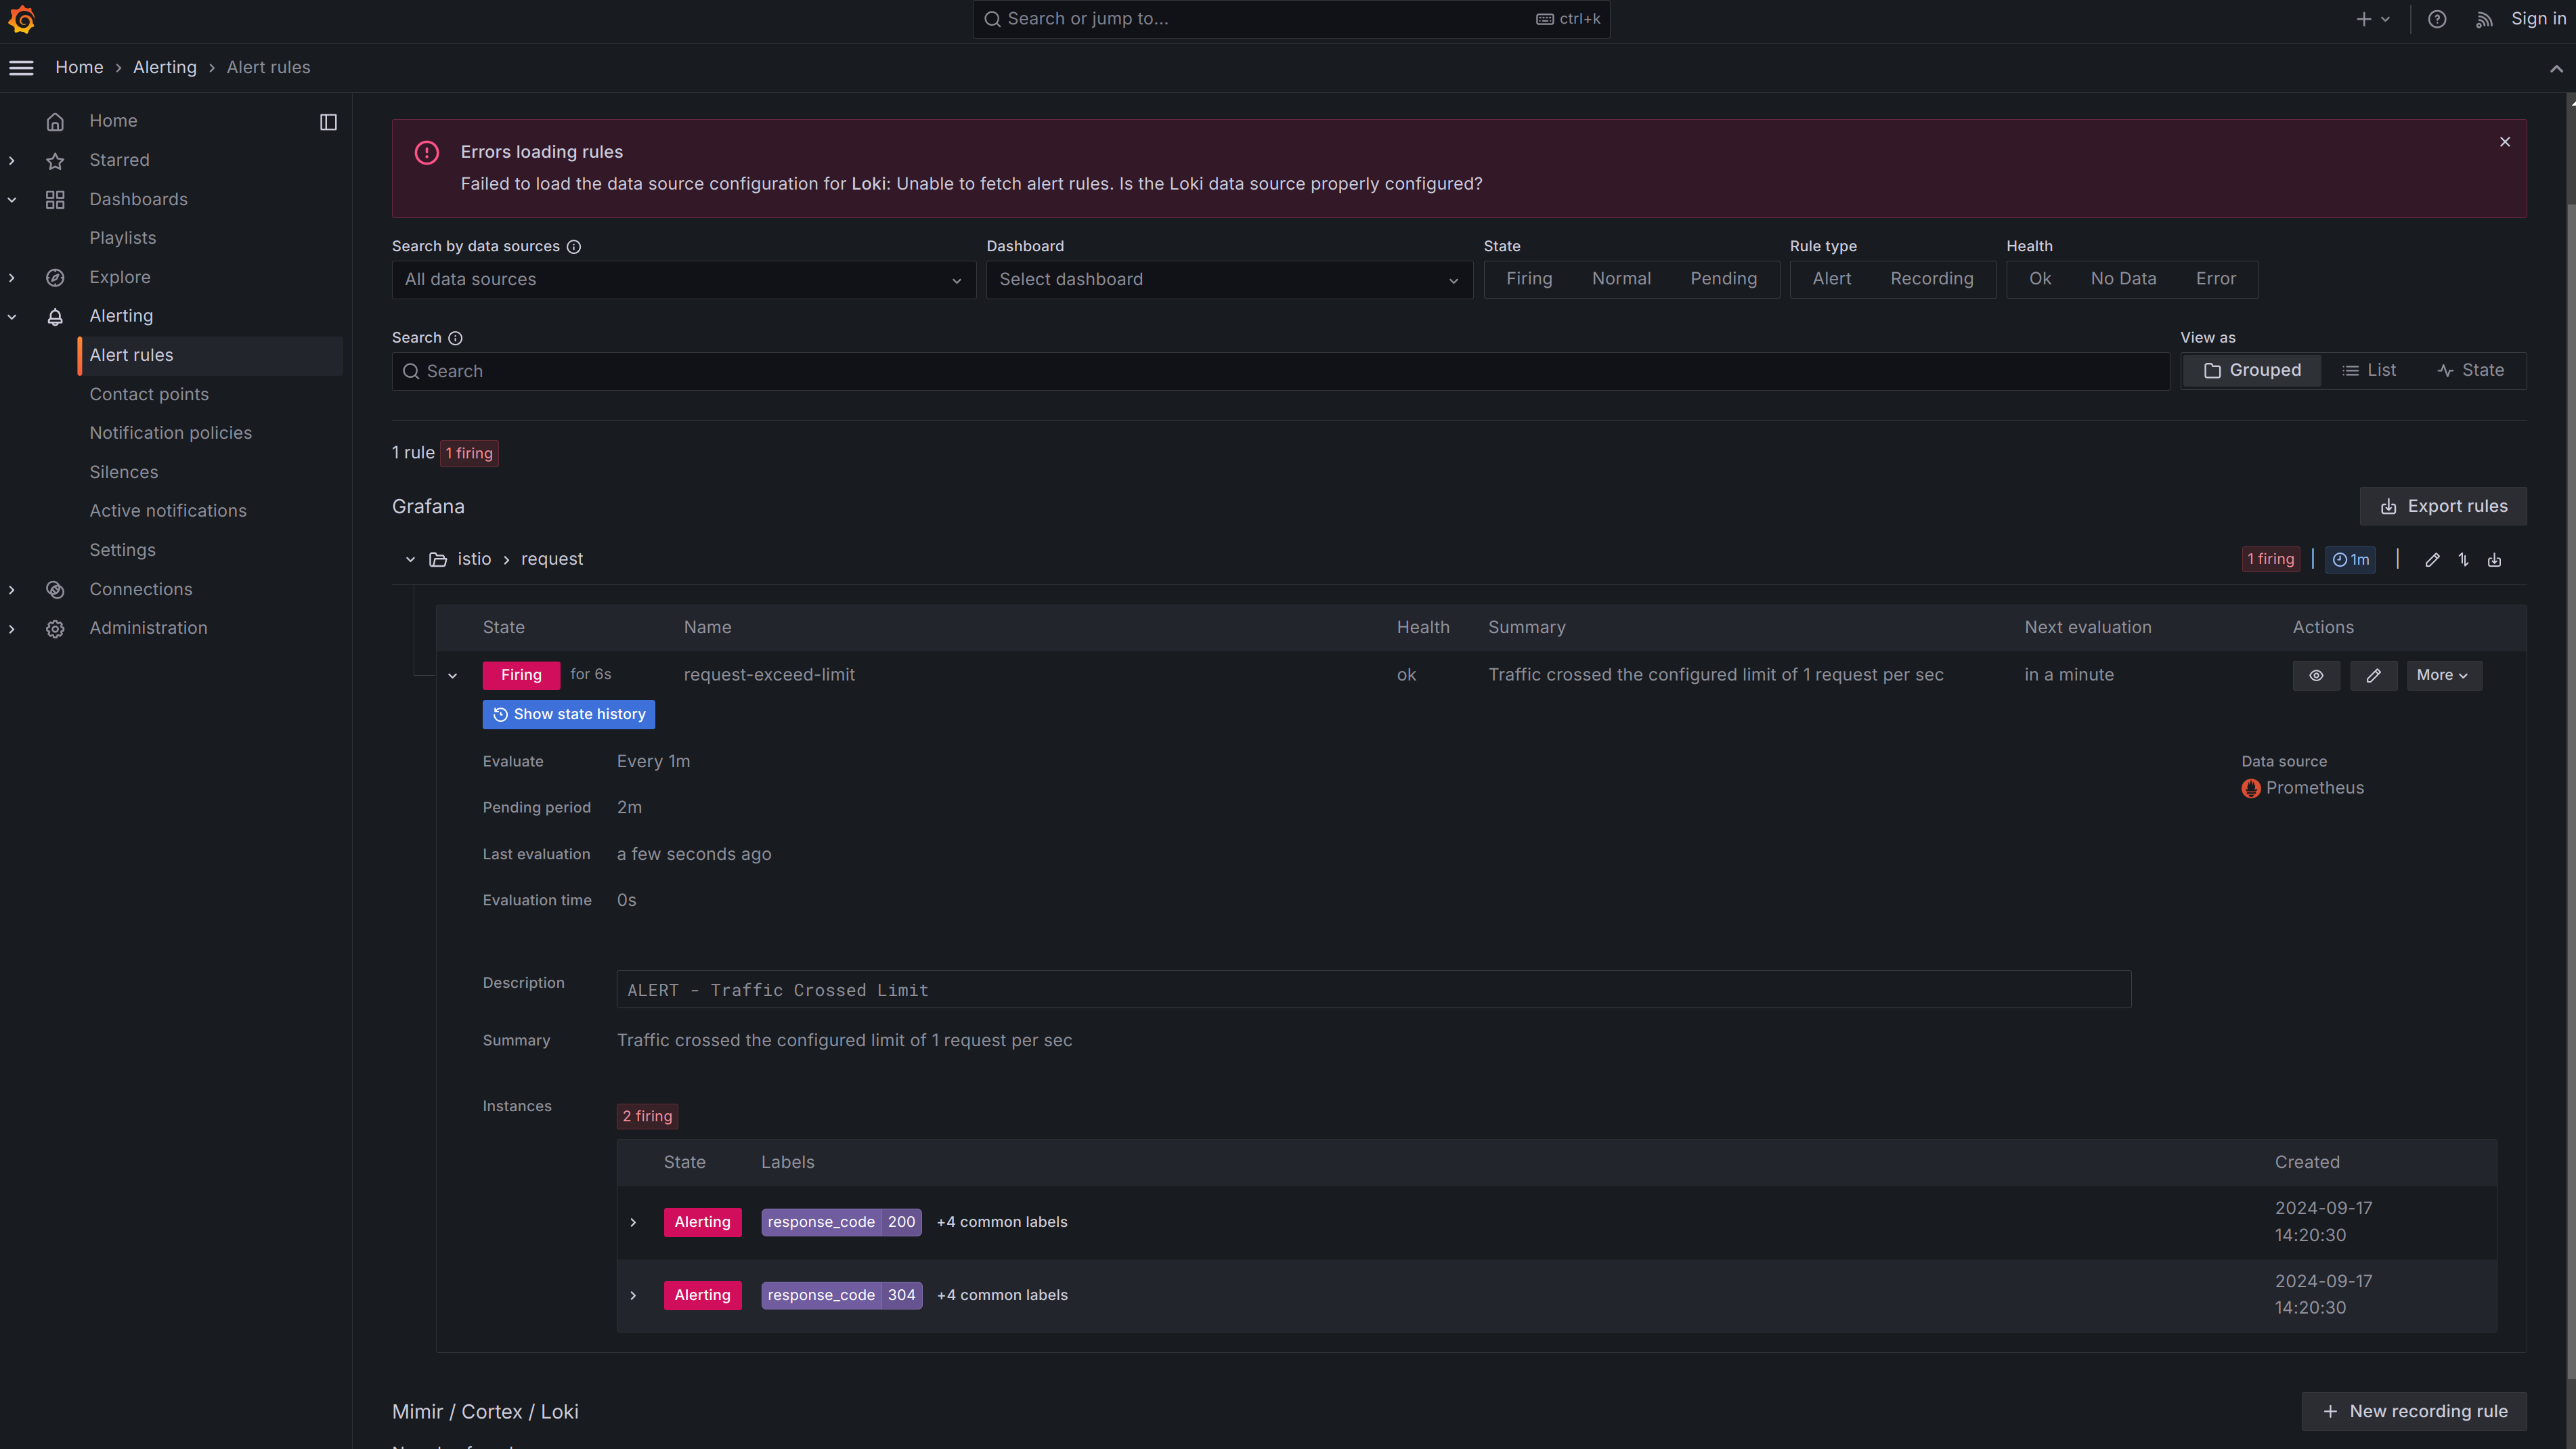 Search or jump to...
ctrl+k
Sign in
Home > Alerting > Alert rules
Home
Starred
Dashboards
Playlists
Explore
Alerting
Alert rules
Contact points
Notification policies
Silences
Active notifications
Settings
Connections
Administration
Errors loading rules
Failed to load the data source configuration for Loki: Unable to fetch alert rules. Is the Loki data source properly configured?
Search by data sources
Dashboard
State
Rule type
Health
All data sources
Select dashboard
Firing Normal Pending
Alert Recording
Ok No Data Error
Search
View as
Search
Grouped List State
1 rule 1 firing
Grafana
Export rules
istio > request
1 firing | 1m |
State Name Health Summary Next evaluation Actions
Firing for 6s request-exceed-limit ok Traffic crossed the configured limit of 1 request per sec in a minute More
Show state history
Evaluate Every 1m
Data source
Prometheus
Pending period 2m
Last evaluation a few seconds ago
Evaluation time 0s
Description ALERT - Traffic Crossed Limit
Summary Traffic crossed the configured limit of 1 request per sec
Instances 2 firing
State Labels Created
Alerting response_code 200 +4 common labels 2024-09-17
14:20:30
Alerting response_code 304 +4 common labels 2024-09-17
14:20:30
Mimir / Cortex / Loki
New recording rule